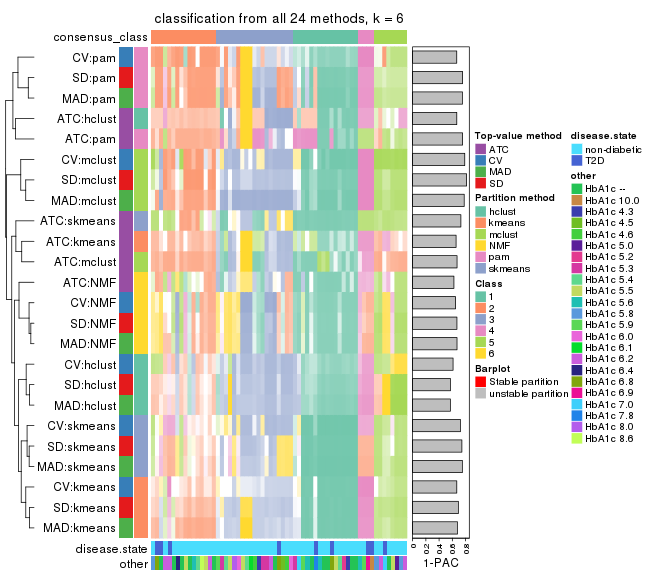 classification from all 24 methods, k = 6
consensus_class
CV:pam
SD:pam
MAD:pam
ATC:hclust
ATC:pam
CV:mclust
SD:mclust
MAD:mclust
ATC:skmeans
ATC:kmeans
ATC:mclust
ATC:NMF
CV:NMF
SD:NMF
MAD:NMF
CV:hclust
SD:hclust
MAD:hclust
CV:skmeans
SD:skmeans
MAD:skmeans
CV:kmeans
SD:kmeans
MAD:kmeans
disease.state
other
0
0.2
0.4
0.6
0.8
1-PAC
Top-value method
ATC
CV
MAD
SD
Partition method
hclust
kmeans
mclust
NMF
pam
skmeans
Class
1
2
3
4
5
6
Barplot
Stable partition
unstable partition
disease.state
non-diabetic
T2D
other
HbA1c --
HbA1c 10.0
HbA1c 4.3
HbA1c 4.5
HbA1c 4.6
HbA1c 5.0
HbA1c 5.2
HbA1c 5.3
HbA1c 5.4
HbA1c 5.5
HbA1c 5.6
HbA1c 5.8
HbA1c 5.9
HbA1c 6.0
HbA1c 6.1
HbA1c 6.2
HbA1c 6.4
HbA1c 6.8
HbA1c 6.9
HbA1c 7.0
HbA1c 7.8
HbA1c 8.0
HbA1c 8.6